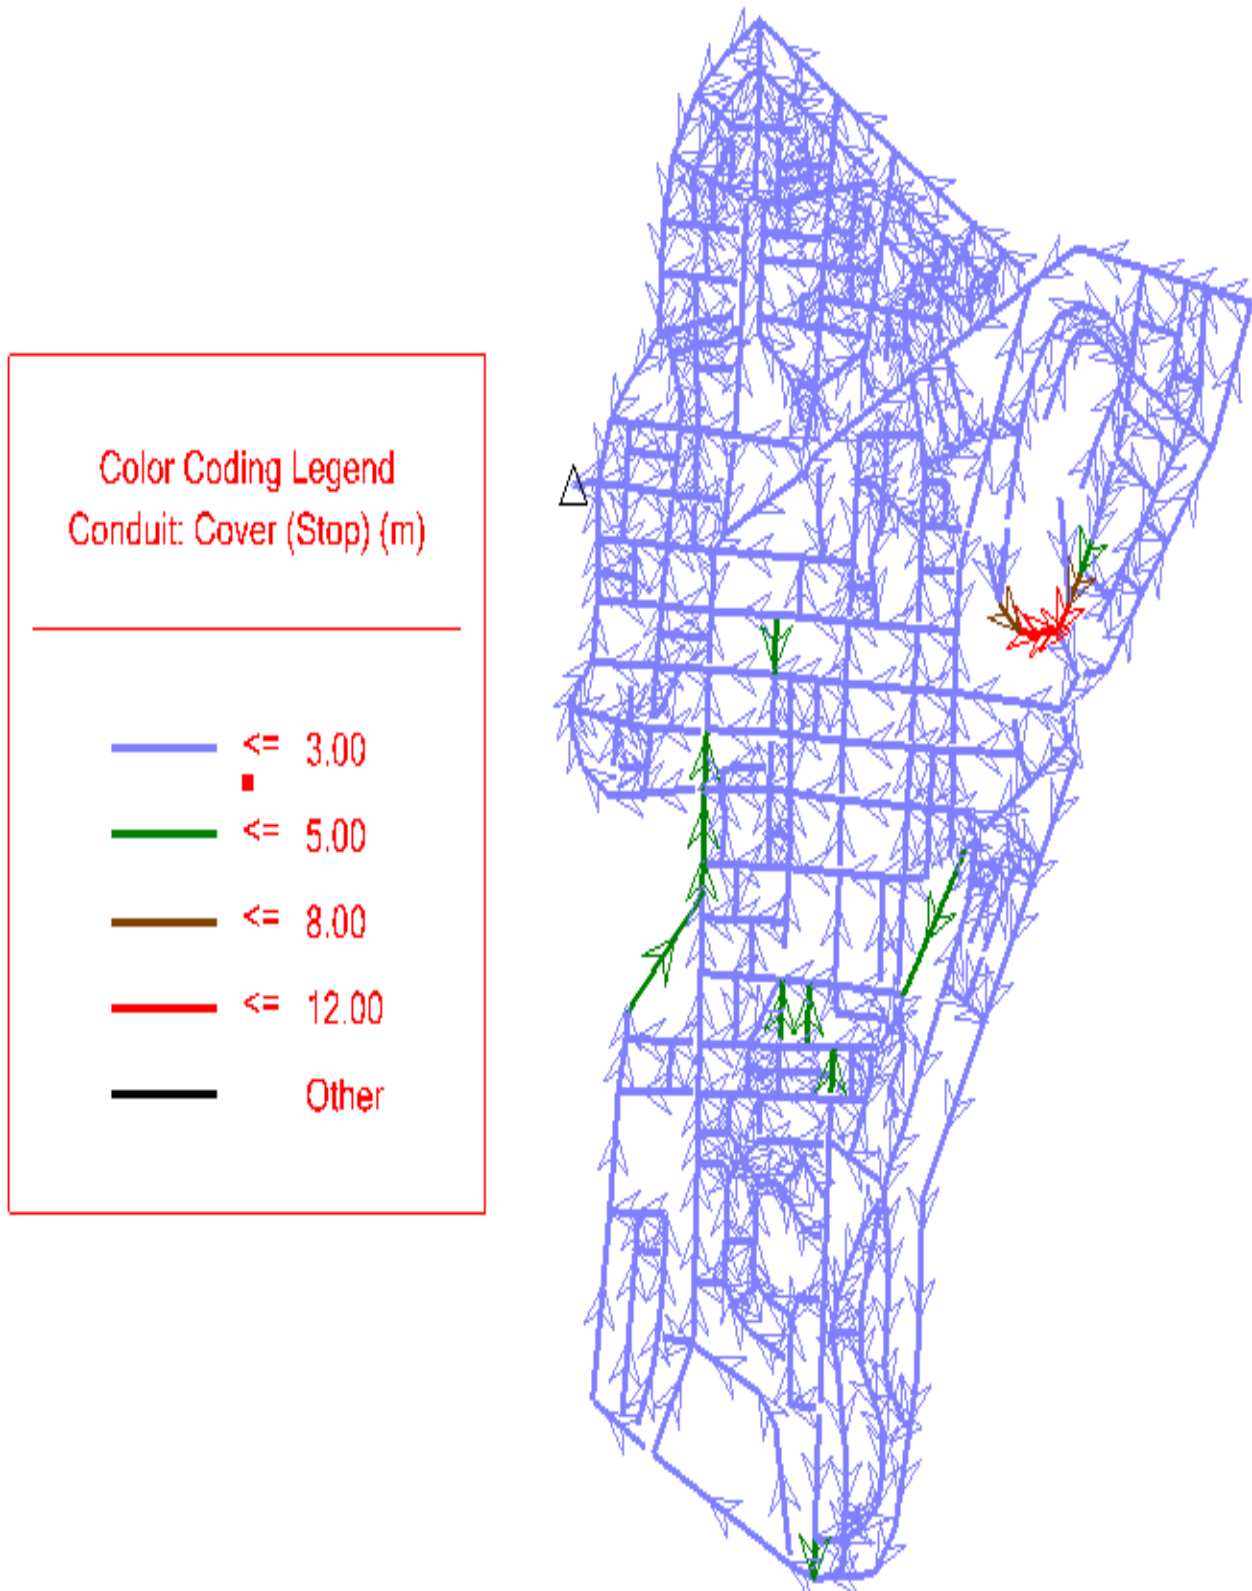 Color Coding Legend
Conduit: Cover (Stop) (m)
<= 3.00
<= 5.00
<= 8.00
<= 12.00
Other